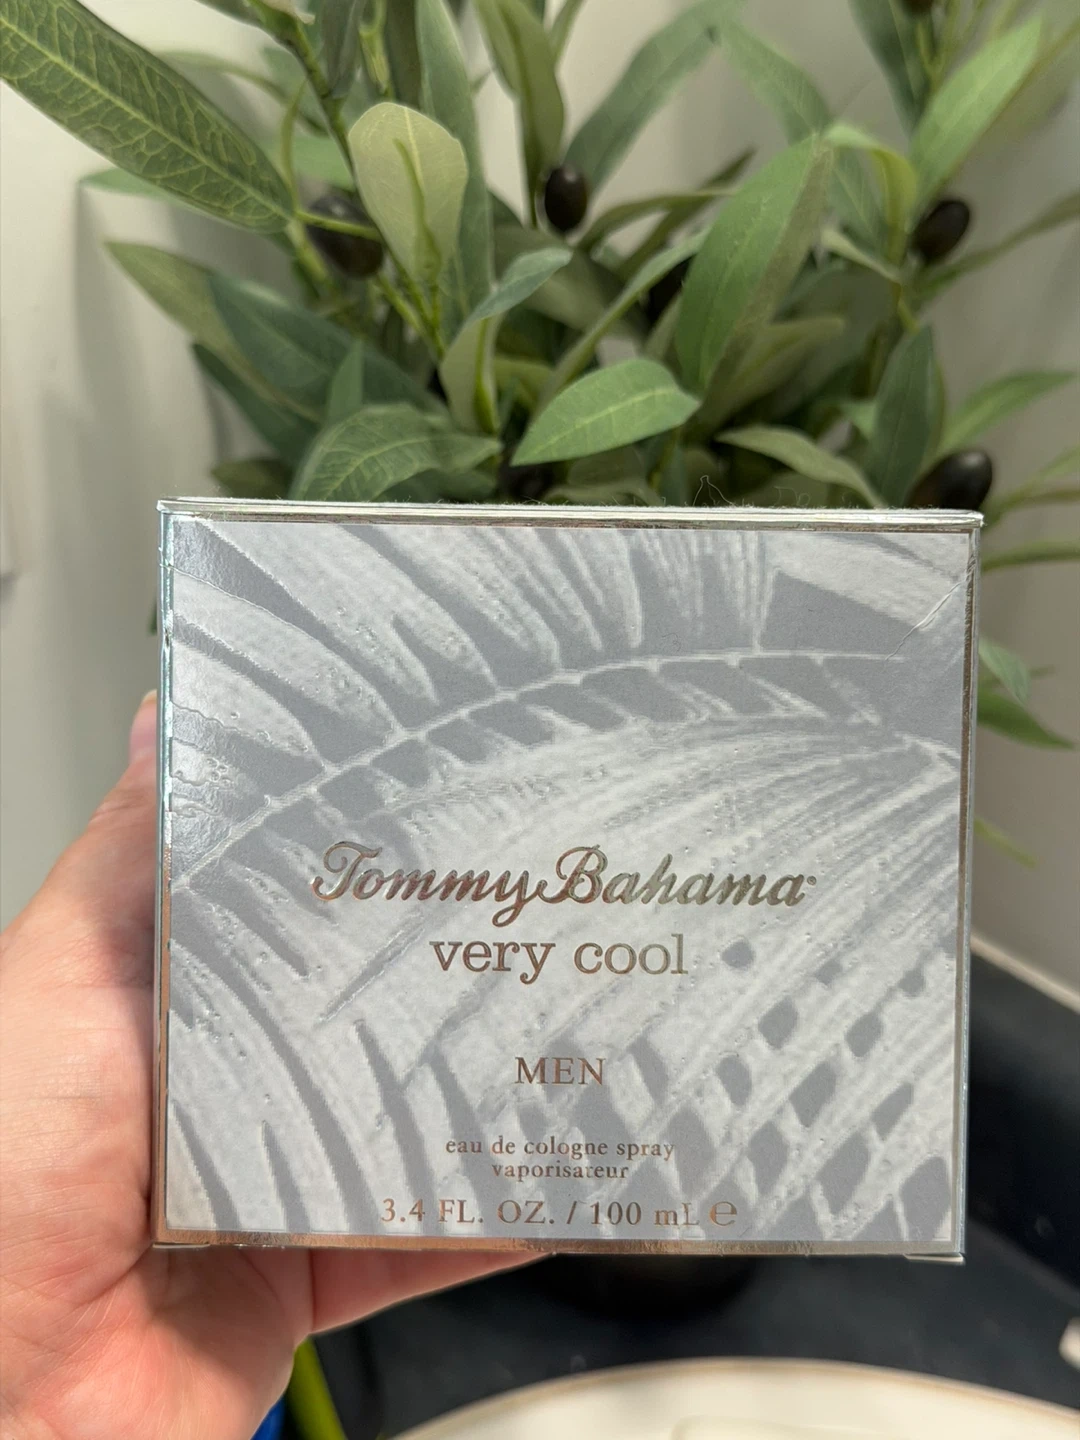 Tommy Bahama
very cool
MEN
eau de cologne spray
vaporisateur
3.4 FL. OZ. / 100 mL ℮